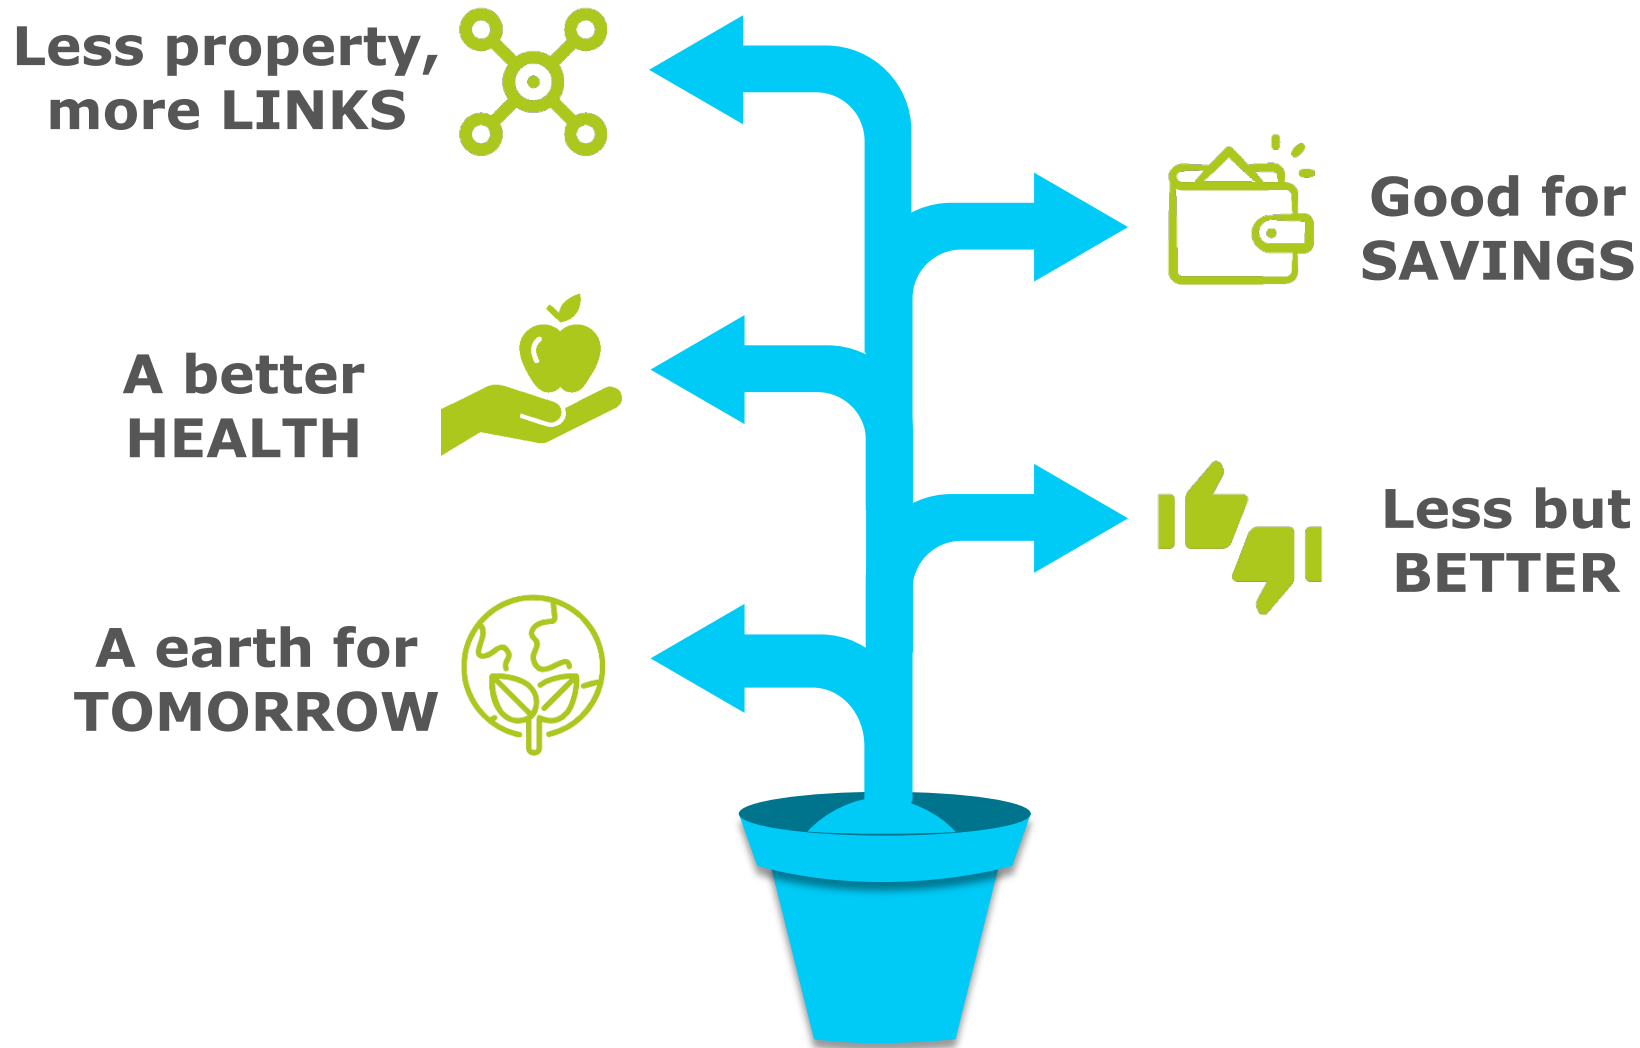 Less property,
more LINKS
Good for
SAVINGS
A better
HEALTH
Less but
BETTER
A earth for
TOMORROW